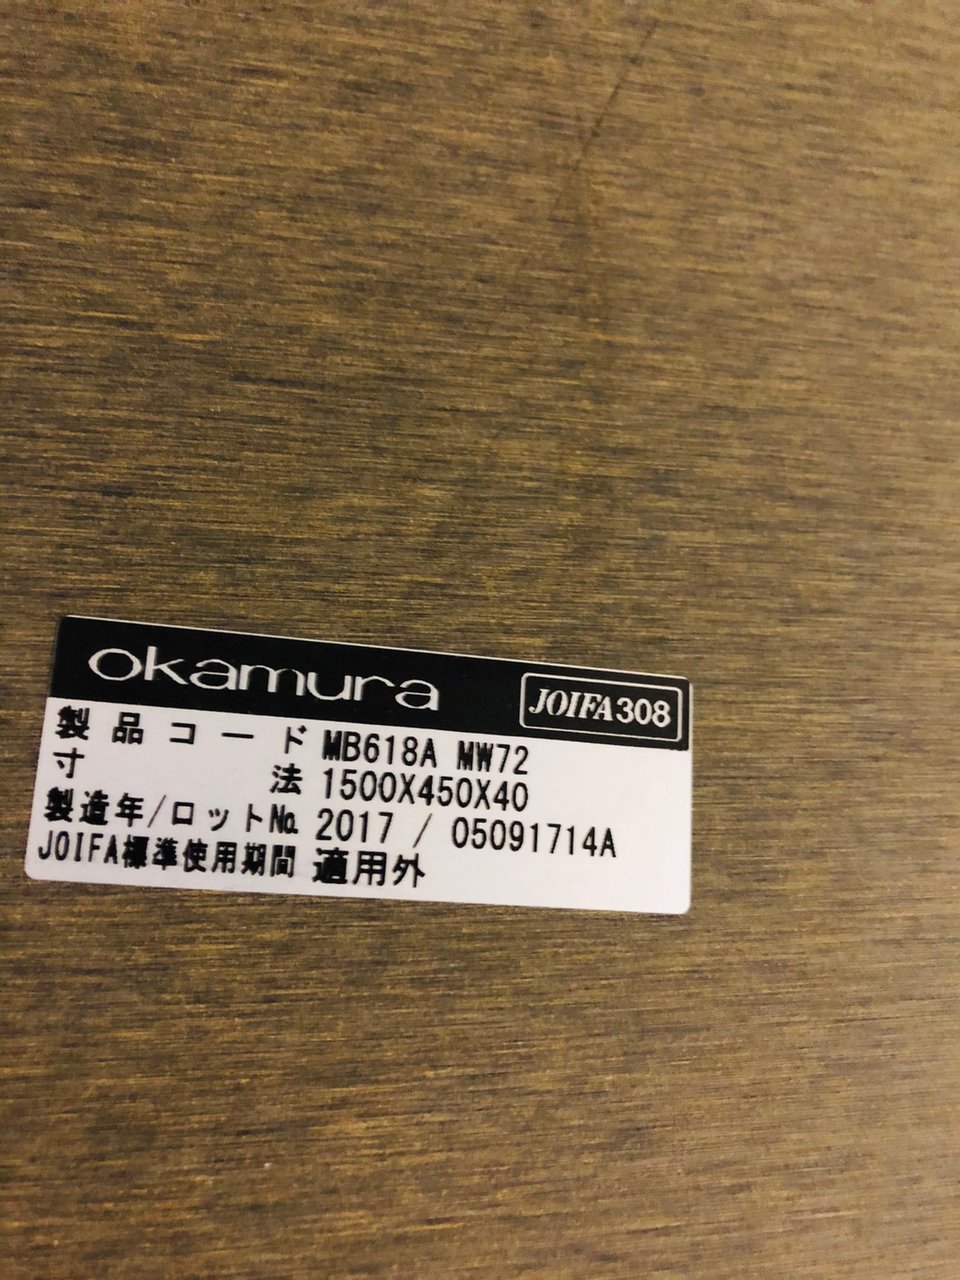 okamura JOIFA308
製品コード MB618A MW72
寸法 1500X450X40
製造年/ロット№ 2017 / 05091714A
JOIFA標準使用期間 適用外